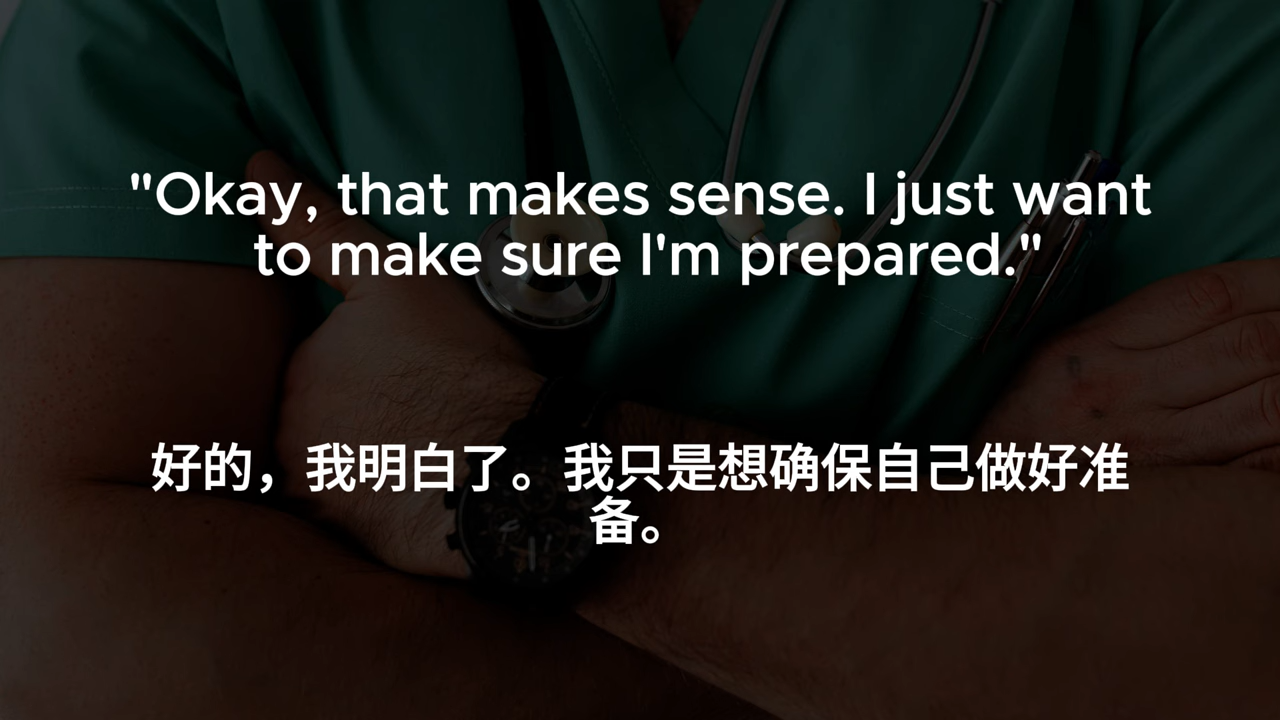 "Okay, that makes sense. I just want
to make sure I'm prepared."
好的，我明白了。我只是想确保自己做好准
备。